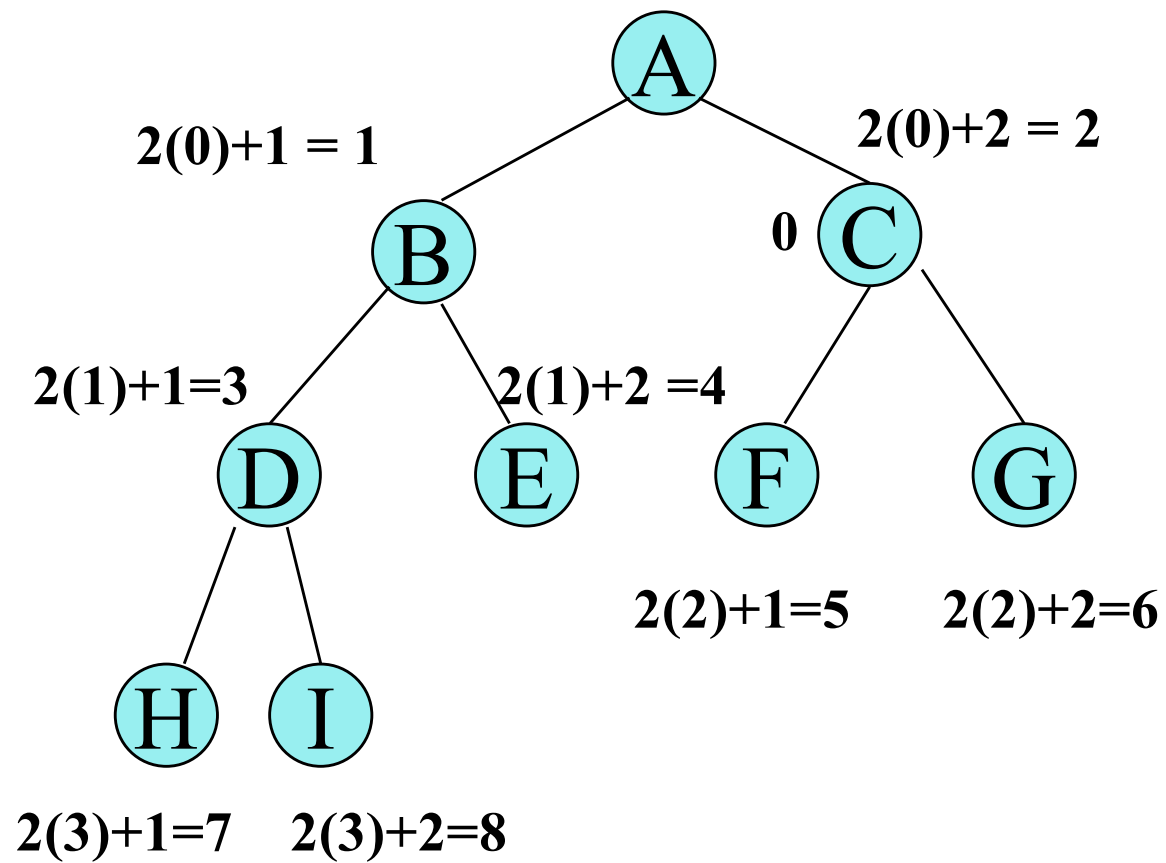 A
2(0)+1 = 1
2(0)+2 = 2
B
0
C
2(1)+1=3
2(1)+2 =4
D
E
F
G
2(2)+1=5
2(2)+2=6
H
I
2(3)+1=7
2(3)+2=8